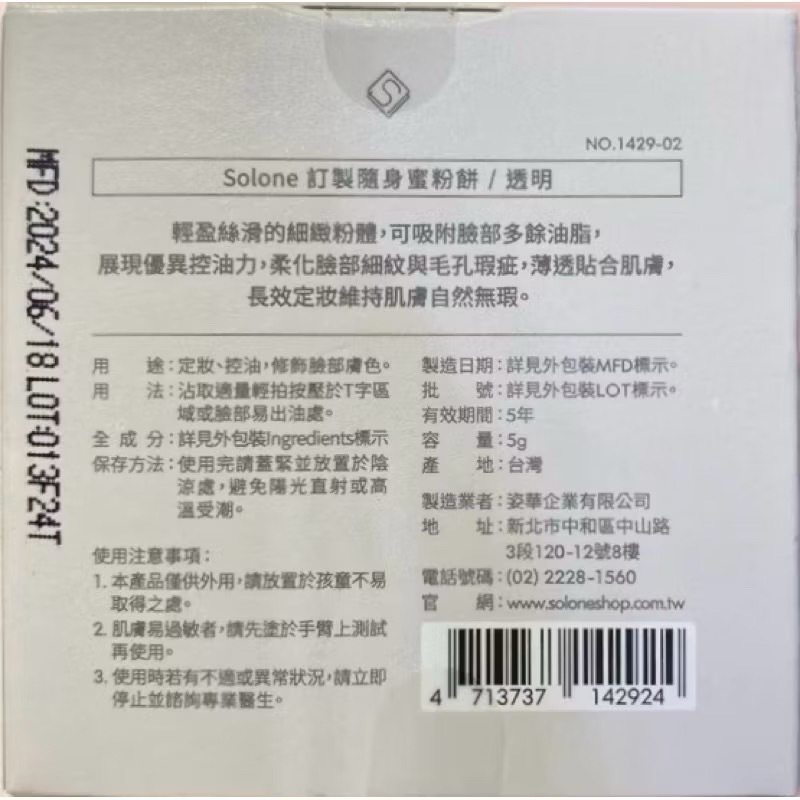 NO.1429-02
Solone 訂製隨身蜜粉餅 / 透明
輕盈絲滑的細緻粉體,可吸附臉部多餘油脂,
展現優異控油力,柔化臉部細紋與毛孔瑕疵,薄透貼合肌膚,
長效定妝維持肌膚自然無瑕。
用 途:定妝、控油,修飾臉部膚色。
用 法:沾取適量輕拍按壓於T字區
域或臉部易出油處。
全 成 分:詳見外包裝Ingredients標示
保存方法:使用完請蓋緊並放置於陰
涼處,避免陽光直射或高
溫受潮。
使用注意事項:
1. 本產品僅供外用,請放置於孩童不易
取得之處。
2. 肌膚易過敏者,請先塗於手臂上測試
再使用。
3. 使用時若有不適或異常狀況,請立即
停止並諮詢專業醫生。
製造日期:詳見外包裝MFD標示。
批 號:詳見外包裝LOT標示。
有效期間:5年
容 量:5g
產 地:台灣
製造業者:姿華企業有限公司
地 址:新北市中和區中山路
3段120-12號8樓
電話號碼:(02) 2228-1560
官 網:www.soloneshop.com.tw
4 713737 142924
MFD:2024/06/18 LOT:013F24T